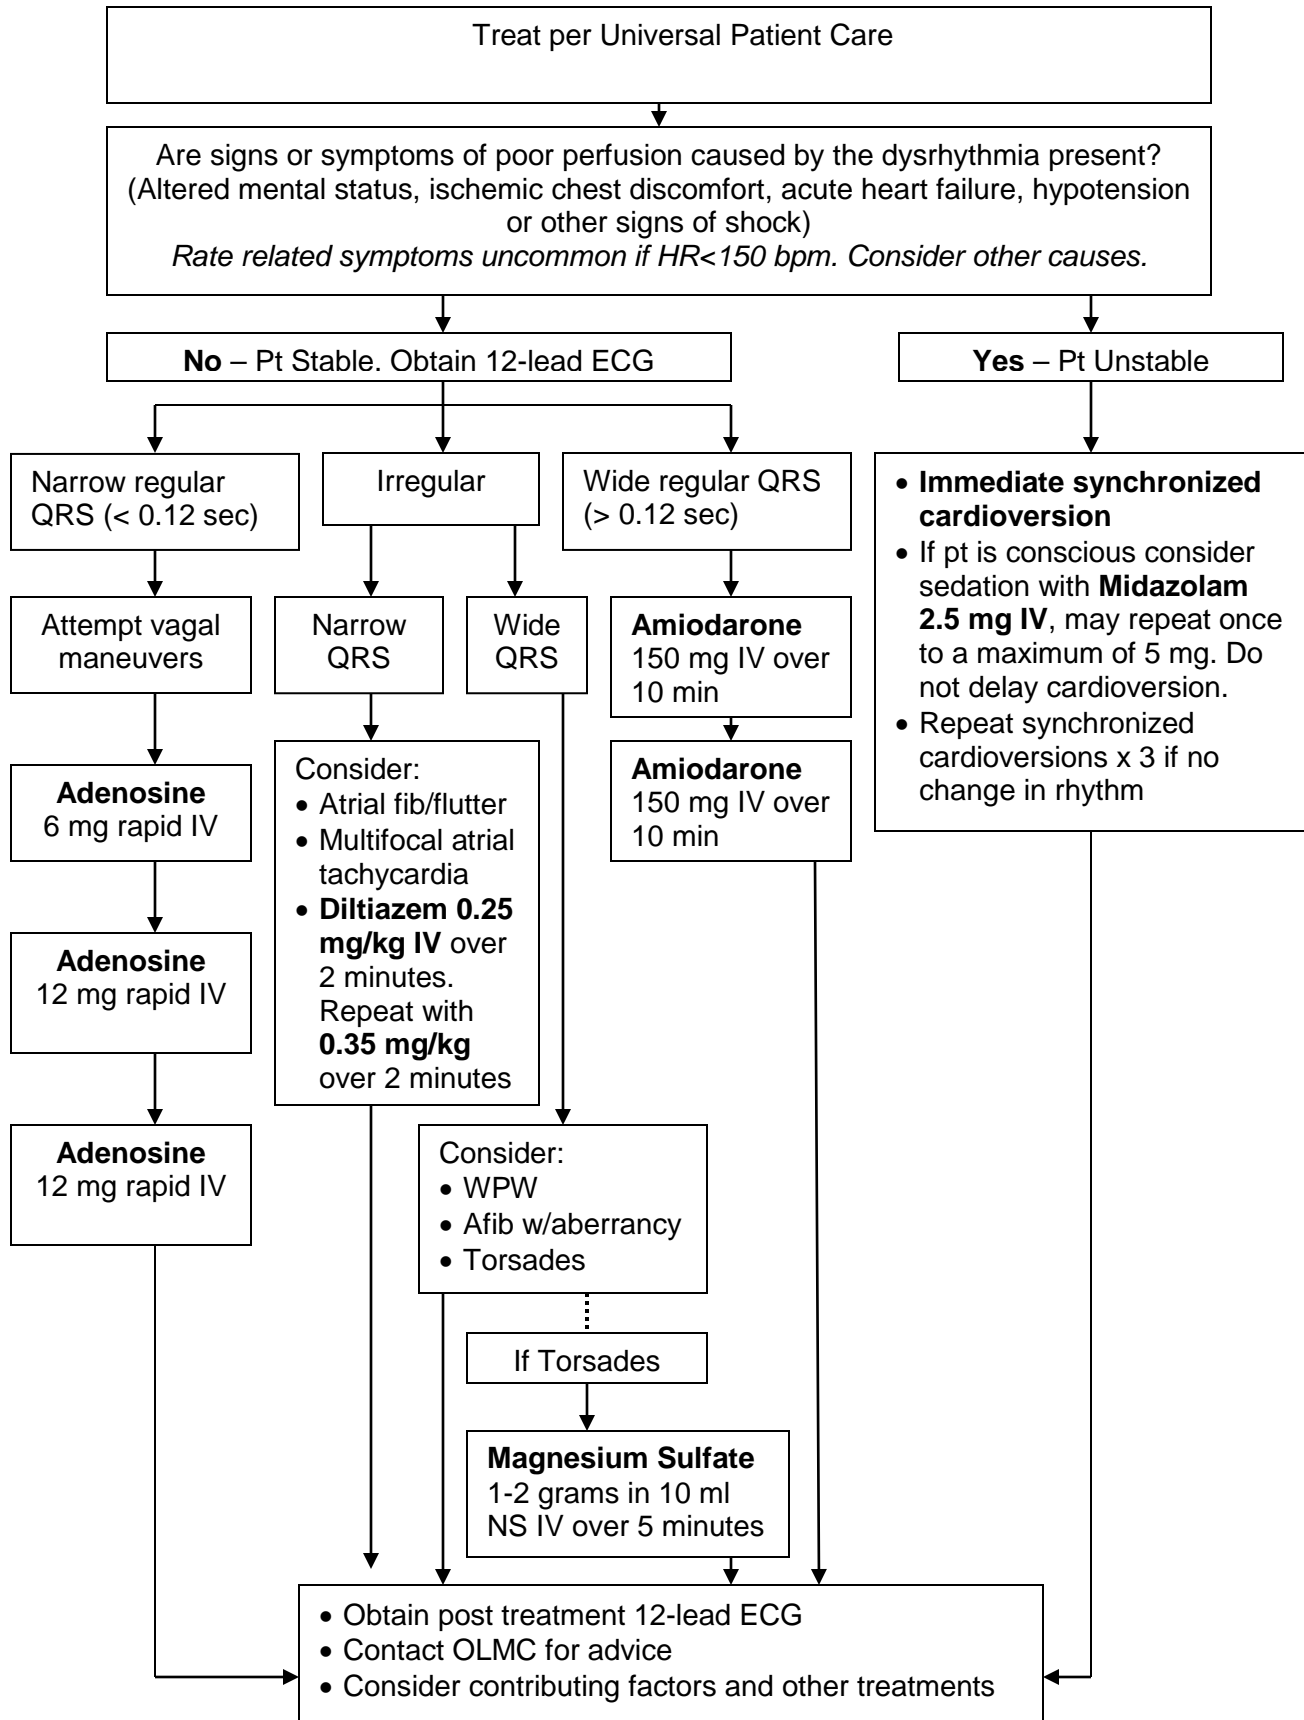 Treat per Universal Patient Care
Are signs or symptoms of poor perfusion caused by the dysrhythmia present?
(Altered mental status, ischemic chest discomfort, acute heart failure, hypotension
or other signs of shock)
Rate related symptoms uncommon if HR<150 bpm. Consider other causes.
No – Pt Stable. Obtain 12-lead ECG
Yes – Pt Unstable
Narrow regular
QRS (< 0.12 sec)
Irregular
Wide regular QRS
(> 0.12 sec)
• Immediate synchronized
cardioversion
• If pt is conscious consider
sedation with Midazolam
2.5 mg IV, may repeat once
to a maximum of 5 mg. Do
not delay cardioversion.
• Repeat synchronized
cardioversions x 3 if no
change in rhythm
Attempt vagal
maneuvers
Narrow
QRS
Wide
QRS
Amiodarone
150 mg IV over
10 min
Adenosine
6 mg rapid IV
Consider:
• Atrial fib/flutter
• Multifocal atrial
tachycardia
• Diltiazem 0.25
mg/kg IV over
2 minutes.
Repeat with
0.35 mg/kg
over 2 minutes
Amiodarone
150 mg IV over
10 min
Adenosine
12 mg rapid IV
Adenosine
12 mg rapid IV
Consider:
• WPW
• Afib w/aberrancy
• Torsades
If Torsades
Magnesium Sulfate
1-2 grams in 10 ml
NS IV over 5 minutes
• Obtain post treatment 12-lead ECG
• Contact OLMC for advice
• Consider contributing factors and other treatments